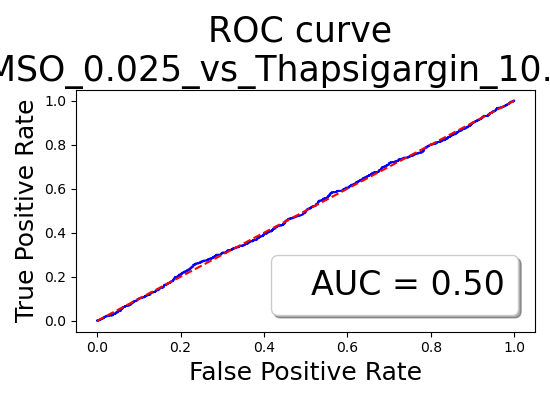 ROC curve
MSO_0.025_vs_Thapsigargin_10.
True Positive Rate
1.0
0.8
0.6
0.4
0.2
0.0
AUC = 0.50
0.0 0.2 0.4 0.6 0.8 1.0
False Positive Rate